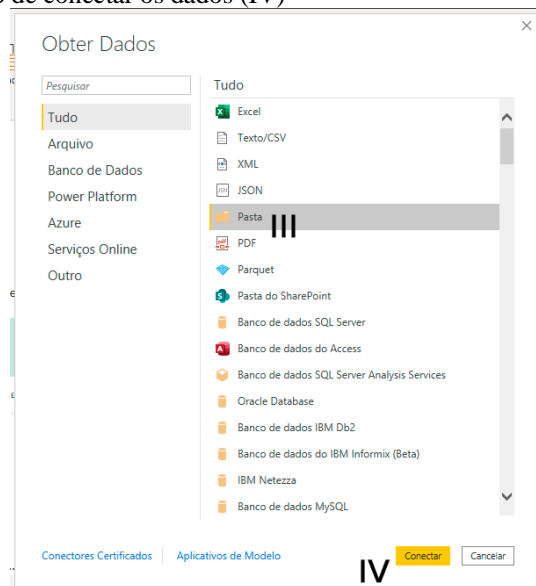 de conectar os dados (IV)
Obter Dados
Pesquisar
Tudo
Arquivo
Banco de Dados
Power Platform
Azure
Serviços Online
Outro
Tudo
Excel
Texto/CSV
XML
JSON
Pasta
III
PDF
Parquet
Pasta do SharePoint
Banco de dados SQL Server
Banco de dados do Access
Banco de dados SQL Server Analysis Services
Oracle Database
Banco de dados IBM Db2
Banco de dados do IBM Informix (Beta)
IBM Netezza
Banco de dados MySQL
Conectores Certificados Aplicativos de Modelo IV Conectar Cancelar